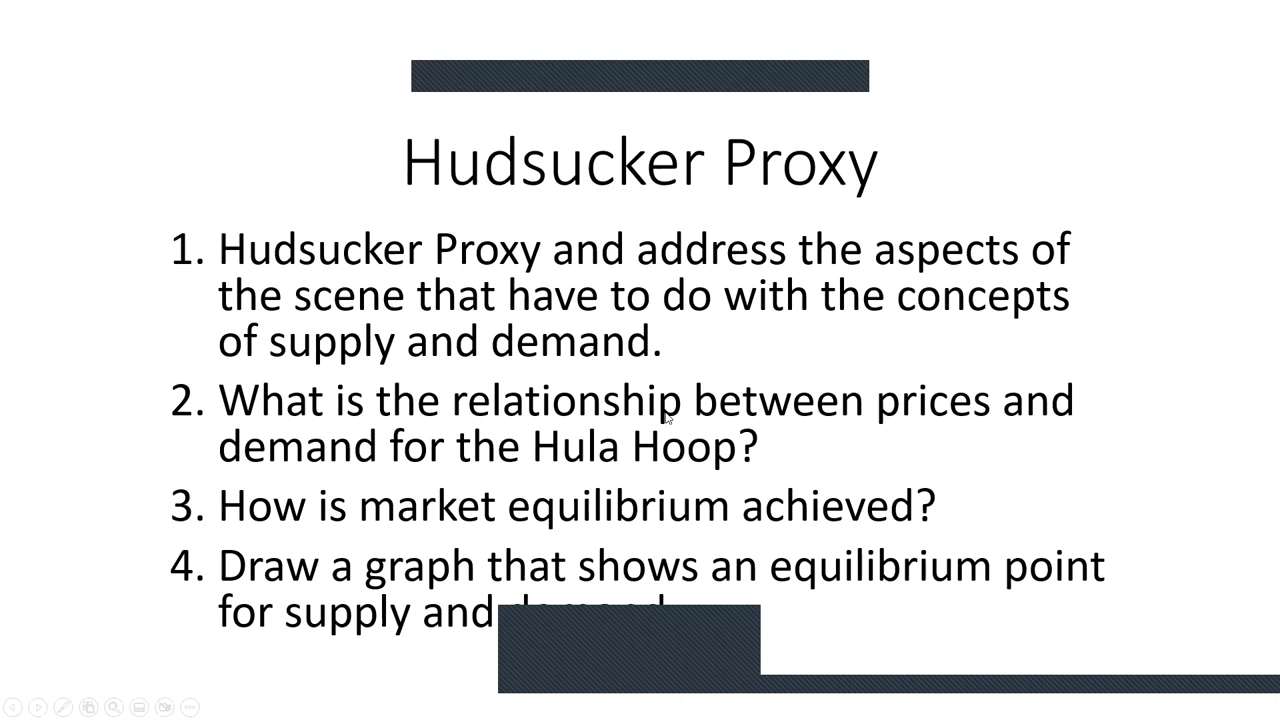 Hudsucker Proxy
1. Hudsucker Proxy and address the aspects of
the scene that have to do with the concepts
of supply and demand.
2. What is the relationship between prices and
demand for the Hula Hoop?
3. How is market equilibrium achieved?
4. Draw a graph that shows an equilibrium point
for supply and